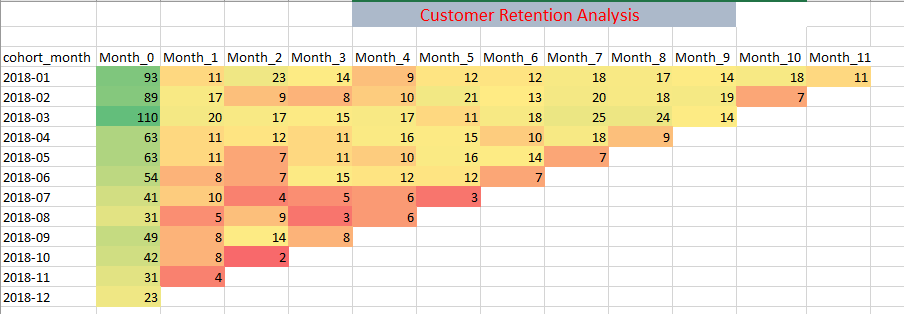 Customer Retention Analysis
cohort_month Month_0 Month_1 Month_2 Month_3 Month_4 Month_5 Month_6 Month_7 Month_8 Month_9 Month_10 Month_11
2018-01 93 11 23 14 9 12 12 18 17 14 18 11
2018-02 89 17 9 8 10 21 13 20 18 19 7
2018-03 110 20 17 15 17 11 18 25 24 14
2018-04 63 11 12 11 16 15 10 18 9
2018-05 63 11 7 11 10 16 14 7
2018-06 54 8 7 15 12 12 7
2018-07 41 10 4 5 6 3
2018-08 31 5 9 3 6
2018-09 49 8 14 8
2018-10 42 8 2
2018-11 31 4
2018-12 23